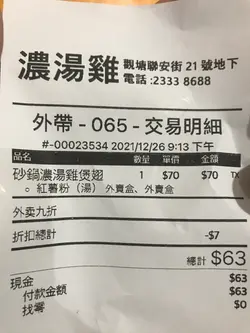 濃湯雞 觀塘聯安街 21 號地下
電話 :2333 8688
外帶 - 065 - 交易明細
#-00023534 2021/12/26 9:13 下午
品名 數量 單價 金額
砂鍋濃湯雞煲翅 1 $70 $70 TX
○ 紅薯粉（湯）外賣盒、外賣盒
外卖九折
折扣總計 -$7
總計 $63
現金 $63
付款金額 $63
找零 $0